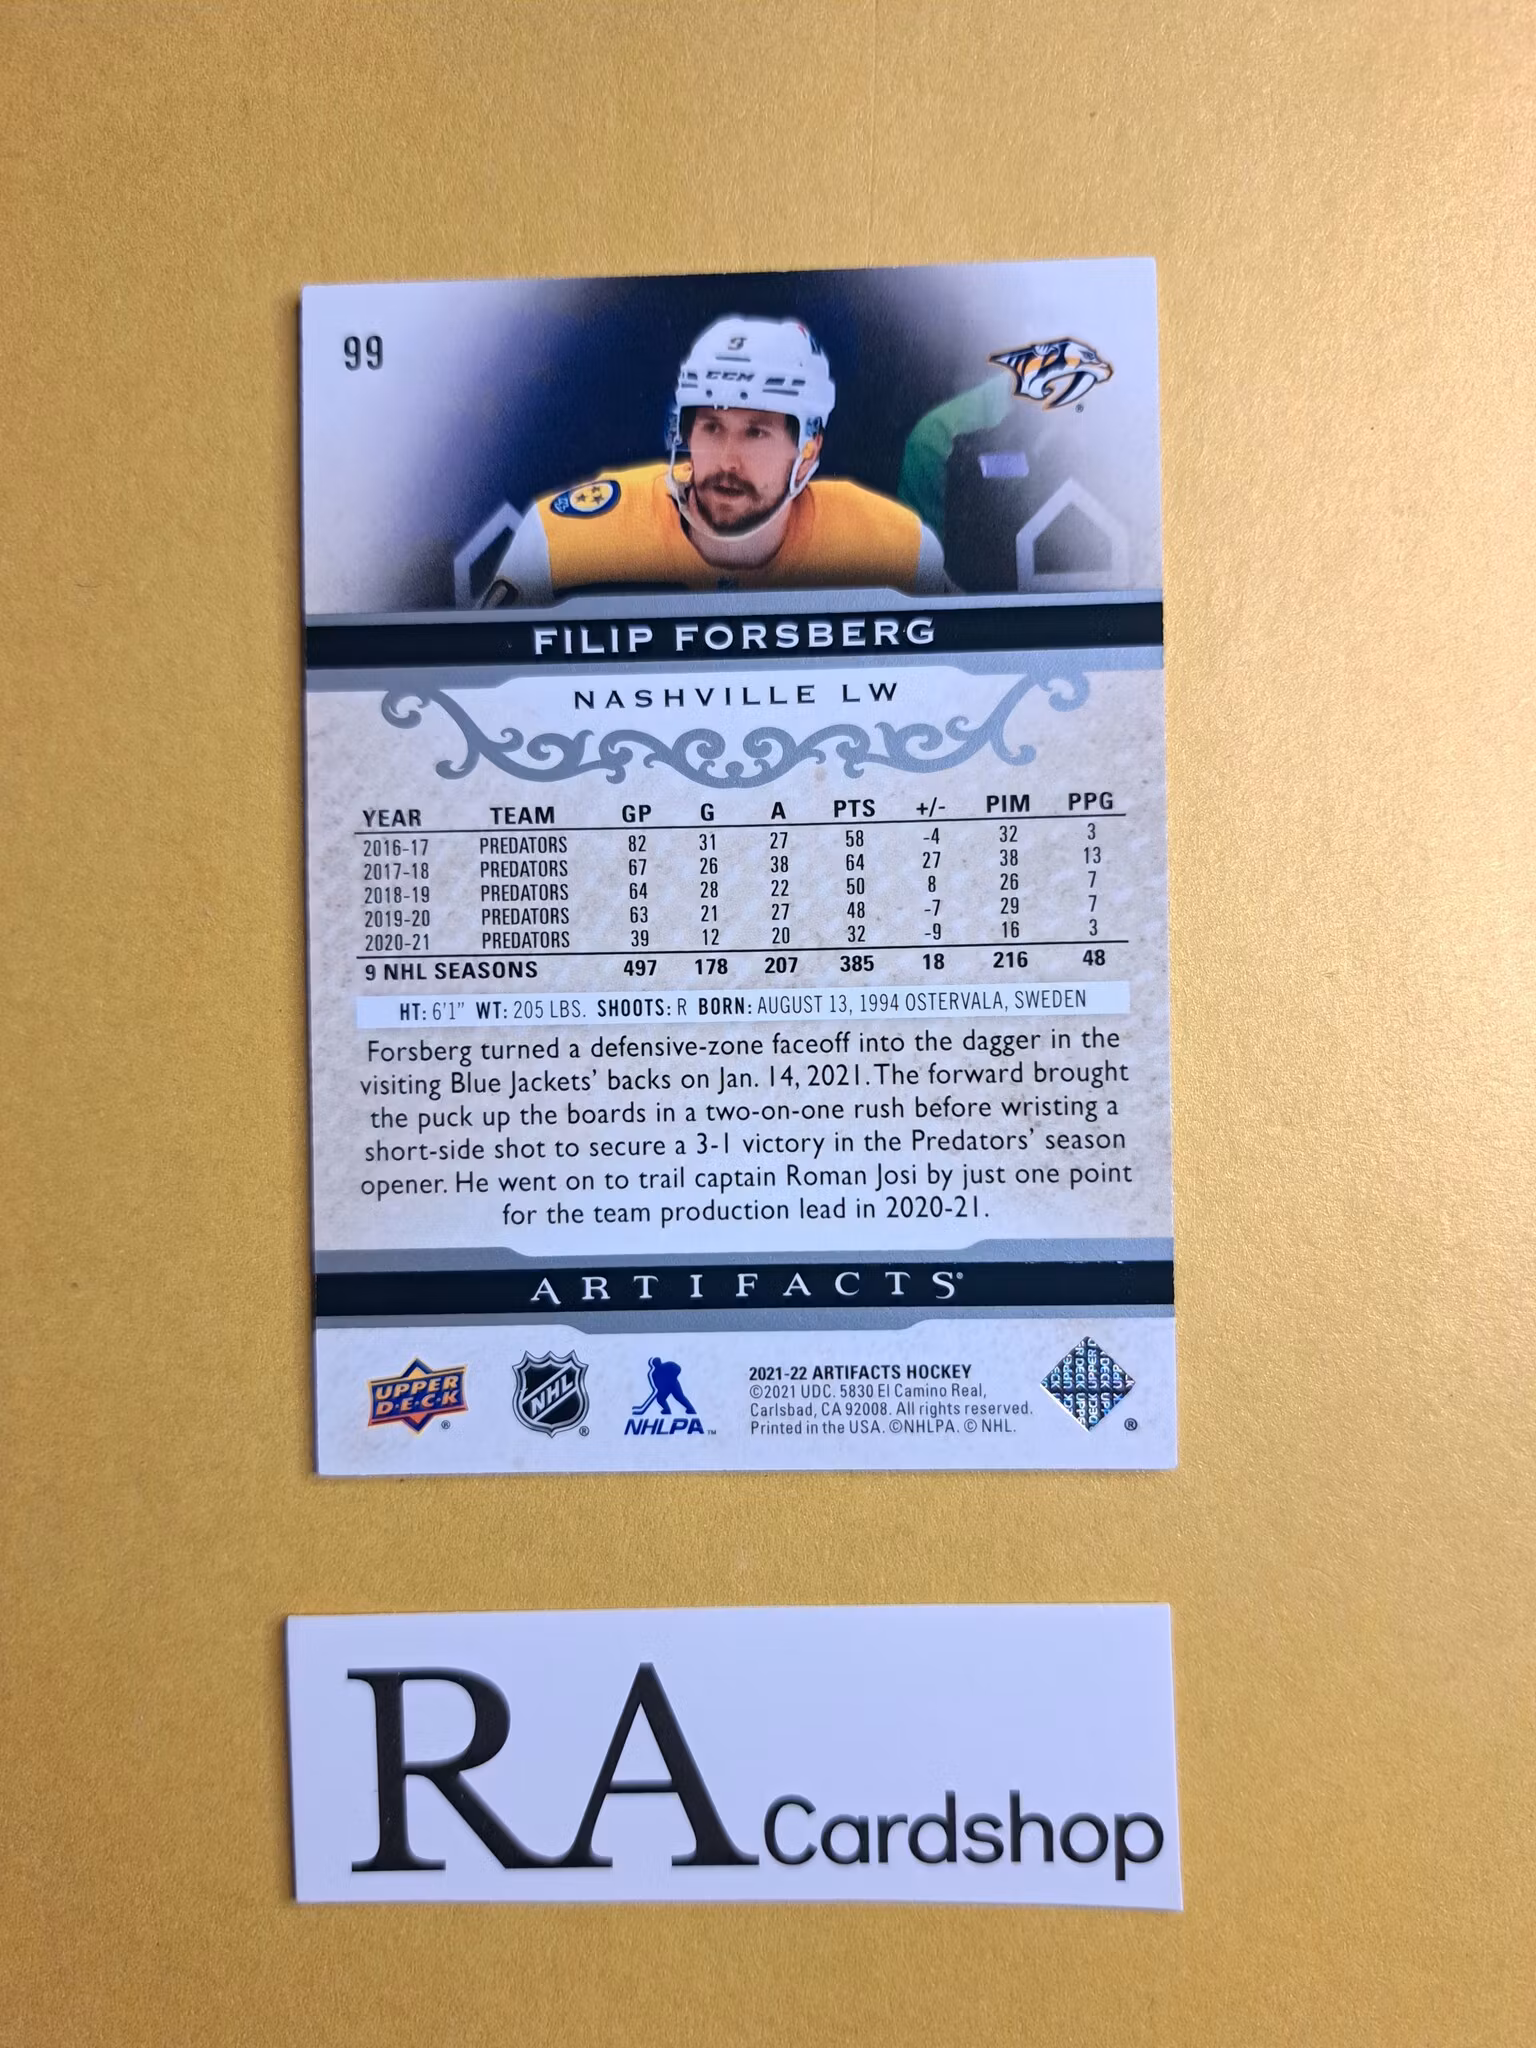 99
9
CCM
FILIP FORSBERG
NASHVILLE LW
YEAR TEAM GP G A PTS +/- PIM PPG
2016-17 PREDATORS 82 31 27 58 -4 32 3
2017-18 PREDATORS 67 26 38 64 27 38 13
2018-19 PREDATORS 64 28 22 50 8 26 7
2019-20 PREDATORS 63 21 27 48 -7 29 7
2020-21 PREDATORS 39 12 20 32 -9 16 3
9 NHL SEASONS 497 178 207 385 18 216 48
HT: 6'1" WT: 205 LBS. SHOOTS: R BORN: AUGUST 13, 1994 OSTERVALA, SWEDEN
Forsberg turned a defensive-zone faceoff into the dagger in the
visiting Blue Jackets' backs on Jan. 14, 2021. The forward brought
the puck up the boards in a two-on-one rush before wristing a
short-side shot to secure a 3-1 victory in the Predators' season
opener. He went on to trail captain Roman Josi by just one point
for the team production lead in 2020-21.
ARTIFACTS®
UPPER
D·E·C·K ®
NHL ®
NHLPA™
2021-22 ARTIFACTS HOCKEY
©2021 UDC. 5830 El Camino Real,
Carlsbad, CA 92008. All rights reserved.
Printed in the USA. ©NHLPA. © NHL.
®
RA Cardshop